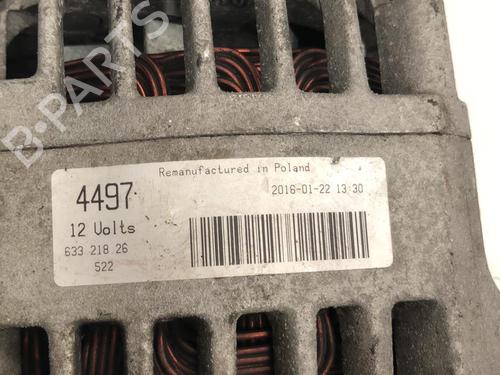 B-PARTS
Remanufactured in Poland
4497
2016-01-22 13:30
12 Volts
633 218 26
522